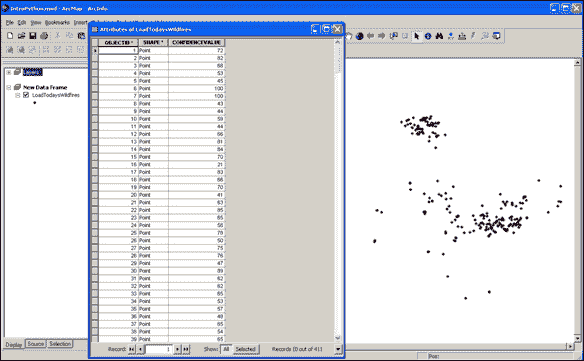 IntroPython.mxd - ArcMap - ArcInfo
File Edit View Bookmarks
Attributes of LoadTodaysWildfires
OBJECTID * SHAPE * CONFIDENCEVALUE
1 Point 72
2 Point 82
3 Point 68
4 Point 53
5 Point 45
6 Point 100
7 Point 100
8 Point 43
9 Point 44
10 Point 59
11 Point 44
12 Point 66
13 Point 81
14 Point 84
15 Point 70
16 Point 21
17 Point 83
18 Point 66
19 Point 70
20 Point 41
21 Point 63
22 Point 85
23 Point 65
24 Point 58
25 Point 78
26 Point 50
27 Point 75
28 Point 76
29 Point 47
30 Point 89
31 Point 62
32 Point 62
33 Point 65
34 Point 53
35 Point 57
36 Point 48
37 Point 65
38 Point 54
39 Point 65
Layers
New Data Frame
LoadTodaysWildfires
Display Source Selection
Record: 1 Show: All Selected Records (0 out of 41)
Pos: